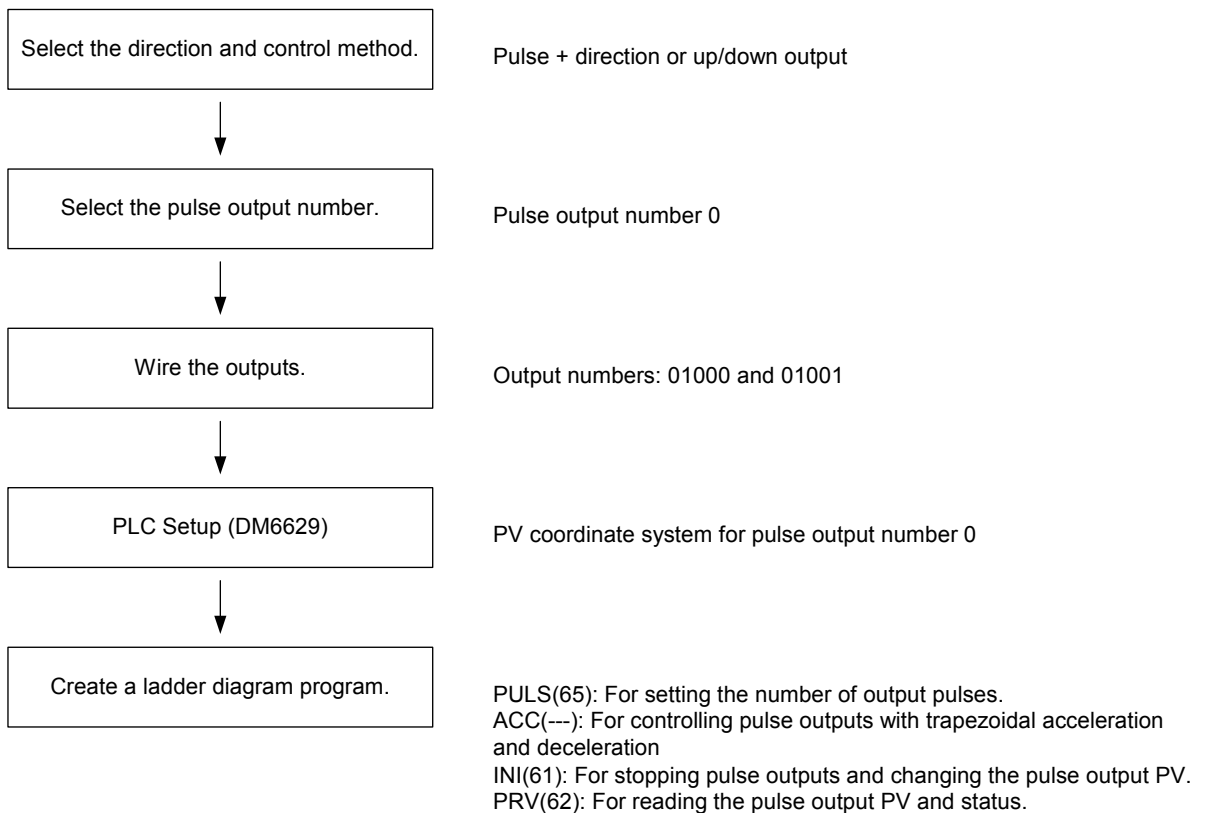 Select the direction and control method.
Pulse + direction or up/down output
Select the pulse output number.
Pulse output number 0
Wire the outputs.
Output numbers: 01000 and 01001
PLC Setup (DM6629)
PV coordinate system for pulse output number 0
Create a ladder diagram program.
PULS(65): For setting the number of output pulses.
ACC(---): For controlling pulse outputs with trapezoidal acceleration
and deceleration
INI(61): For stopping pulse outputs and changing the pulse output PV.
PRV(62): For reading the pulse output PV and status.